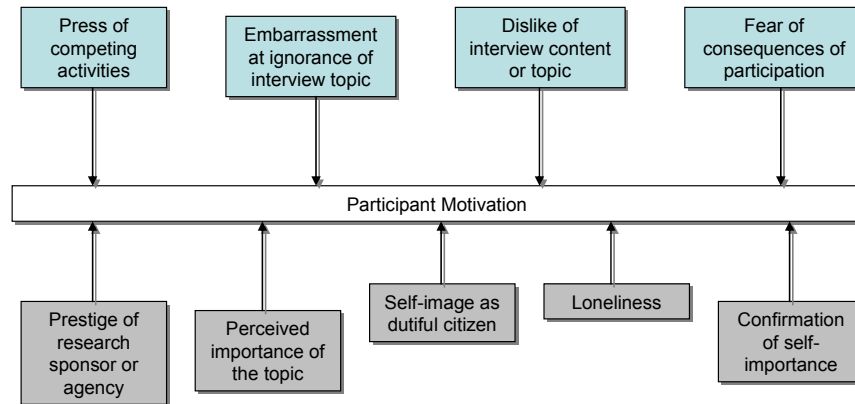 Press of
competing
activities
Embarrassment
at ignorance of
interview topic
Dislike of
interview content
or topic
Fear of
consequences of
participation
Participant Motivation
Prestige of
research
sponsor or
agency
Perceived
importance of
the topic
Self-image as
dutiful citizen
Loneliness
Confirmation
of self-
importance